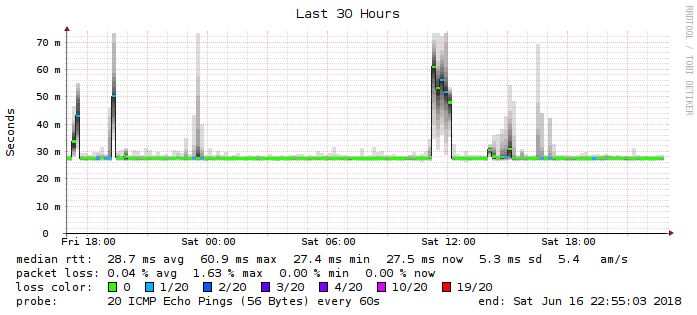 Last 30 Hours
RRDTOOL / TOBI OETIKER
Seconds
70 m
60 m
50 m
40 m
30 m
20 m
10 m
0
Fri 18:00 Sat 00:00 Sat 06:00 Sat 12:00 Sat 18:00
median rtt: 28.7 ms avg 60.9 ms max 27.4 ms min 27.5 ms now 5.3 ms sd 5.4 am/s
packet loss: 0.04 % avg 1.63 % max 0.00 % min 0.00 % now
loss color: 0 1/20 2/20 3/20 4/20 10/20 19/20
probe: 20 ICMP Echo Pings (56 Bytes) every 60s end: Sat Jun 16 22:55:03 2018